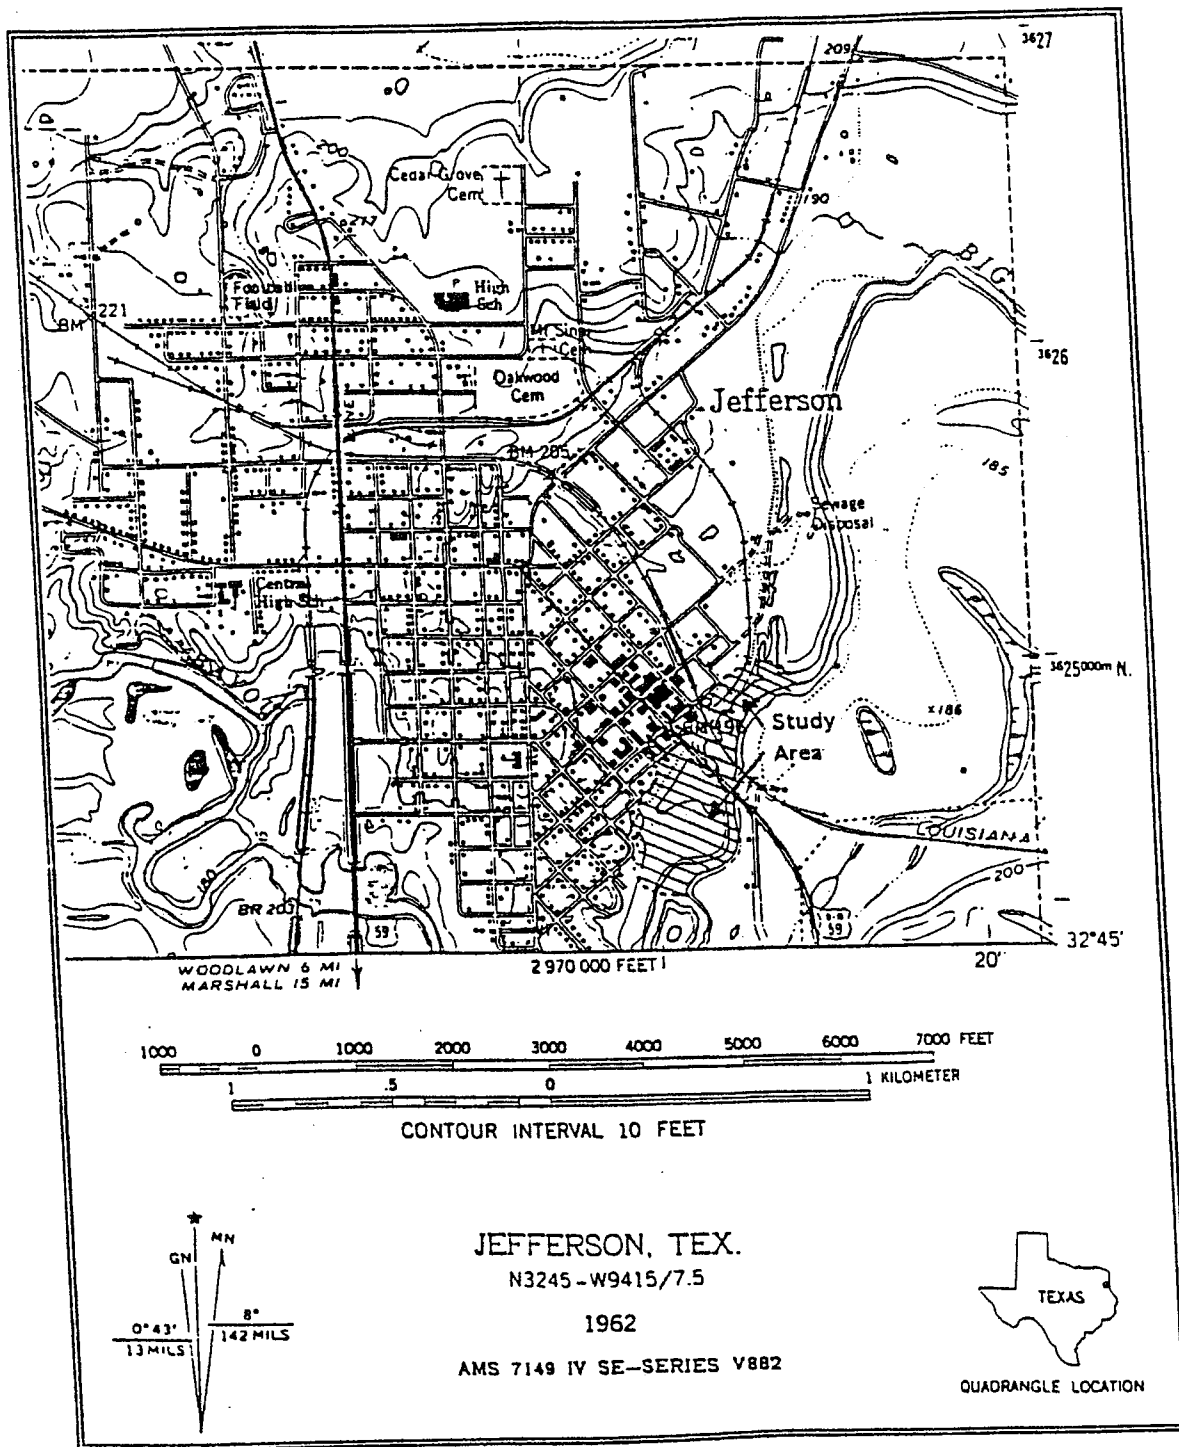 3627
209
200
Cedar Grove
Cem
190
217
BIG
Football
Field
High
Sch
221
BM
Mt Sinai
Cem
3626
Oakwood
Cem
Jefferson
BM 205
185
Sewage
Disposal
Central
High Sch
3625000m N.
x186
Study
Area
LOUISIANA
180
200
BR 203
59
59
32°45'
WOODLAWN 6 MI
MARSHALL 15 MI
2 970 000 FEET
20'
1000 0 1000 2000 3000 4000 5000 6000 7000 FEET
1 .5 0 1 KILOMETER
CONTOUR INTERVAL 10 FEET
GN
MN
0°43'
13 MILS
8°
142 MILS
JEFFERSON, TEX.
N3245-W9415/7.5
1962
AMS 7149 IV SE-SERIES V882
TEXAS
QUADRANGLE LOCATION